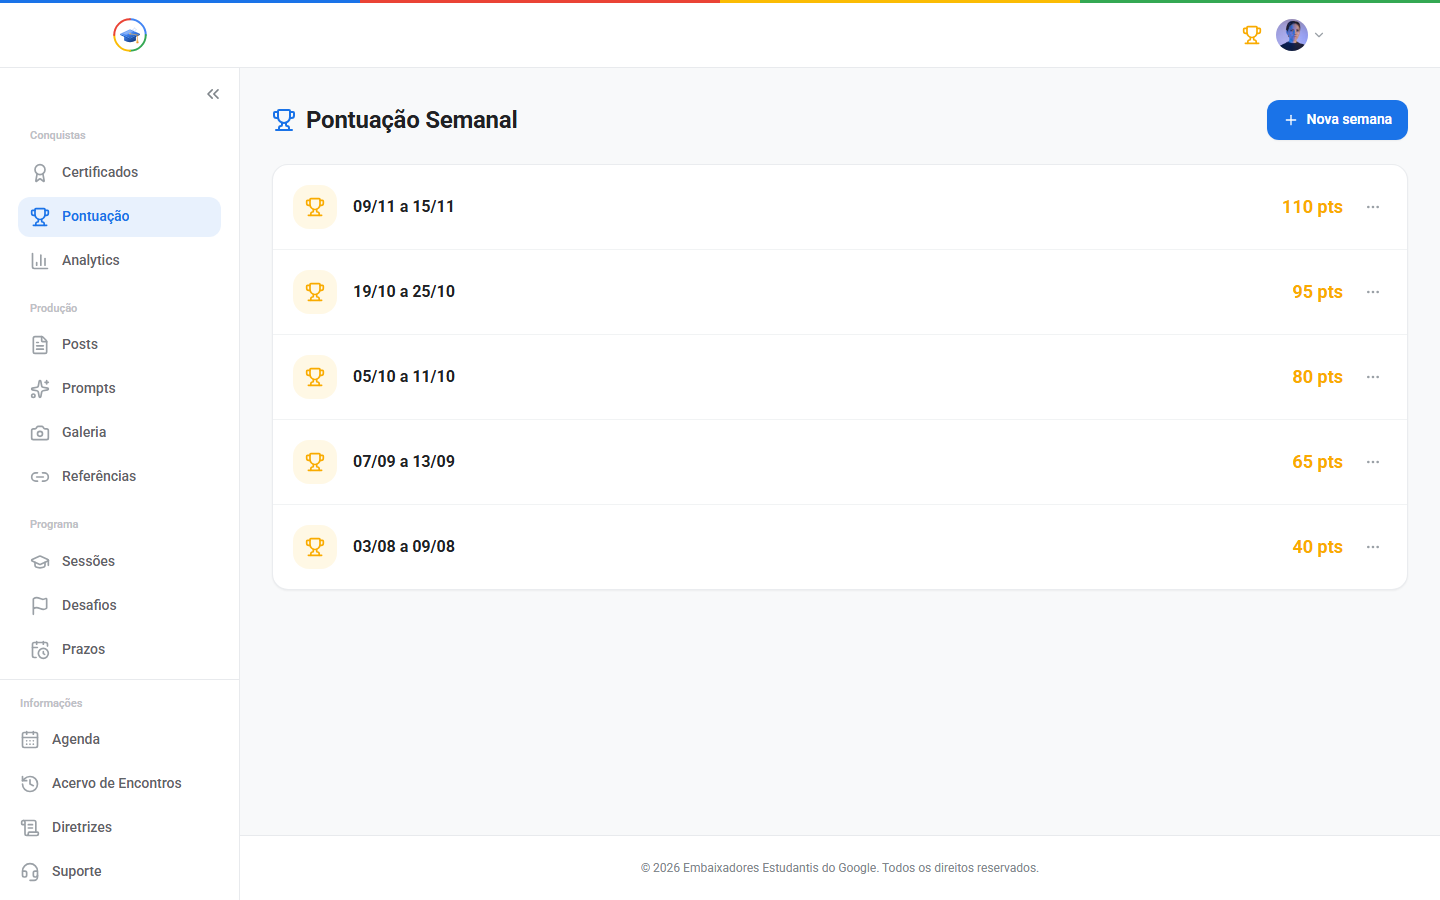 Conquistas
Certificados
Pontuação
Analytics
Produção
Posts
Prompts
Galeria
Referências
Programa
Sessões
Desafios
Prazos
Informações
Agenda
Acervo de Encontros
Diretrizes
Suporte
Pontuação Semanal
Nova semana
09/11 a 15/11
110 pts
19/10 a 25/10
95 pts
05/10 a 11/10
80 pts
07/09 a 13/09
65 pts
03/08 a 09/08
40 pts
© 2026 Embaixadores Estudantis do Google. Todos os direitos reservados.